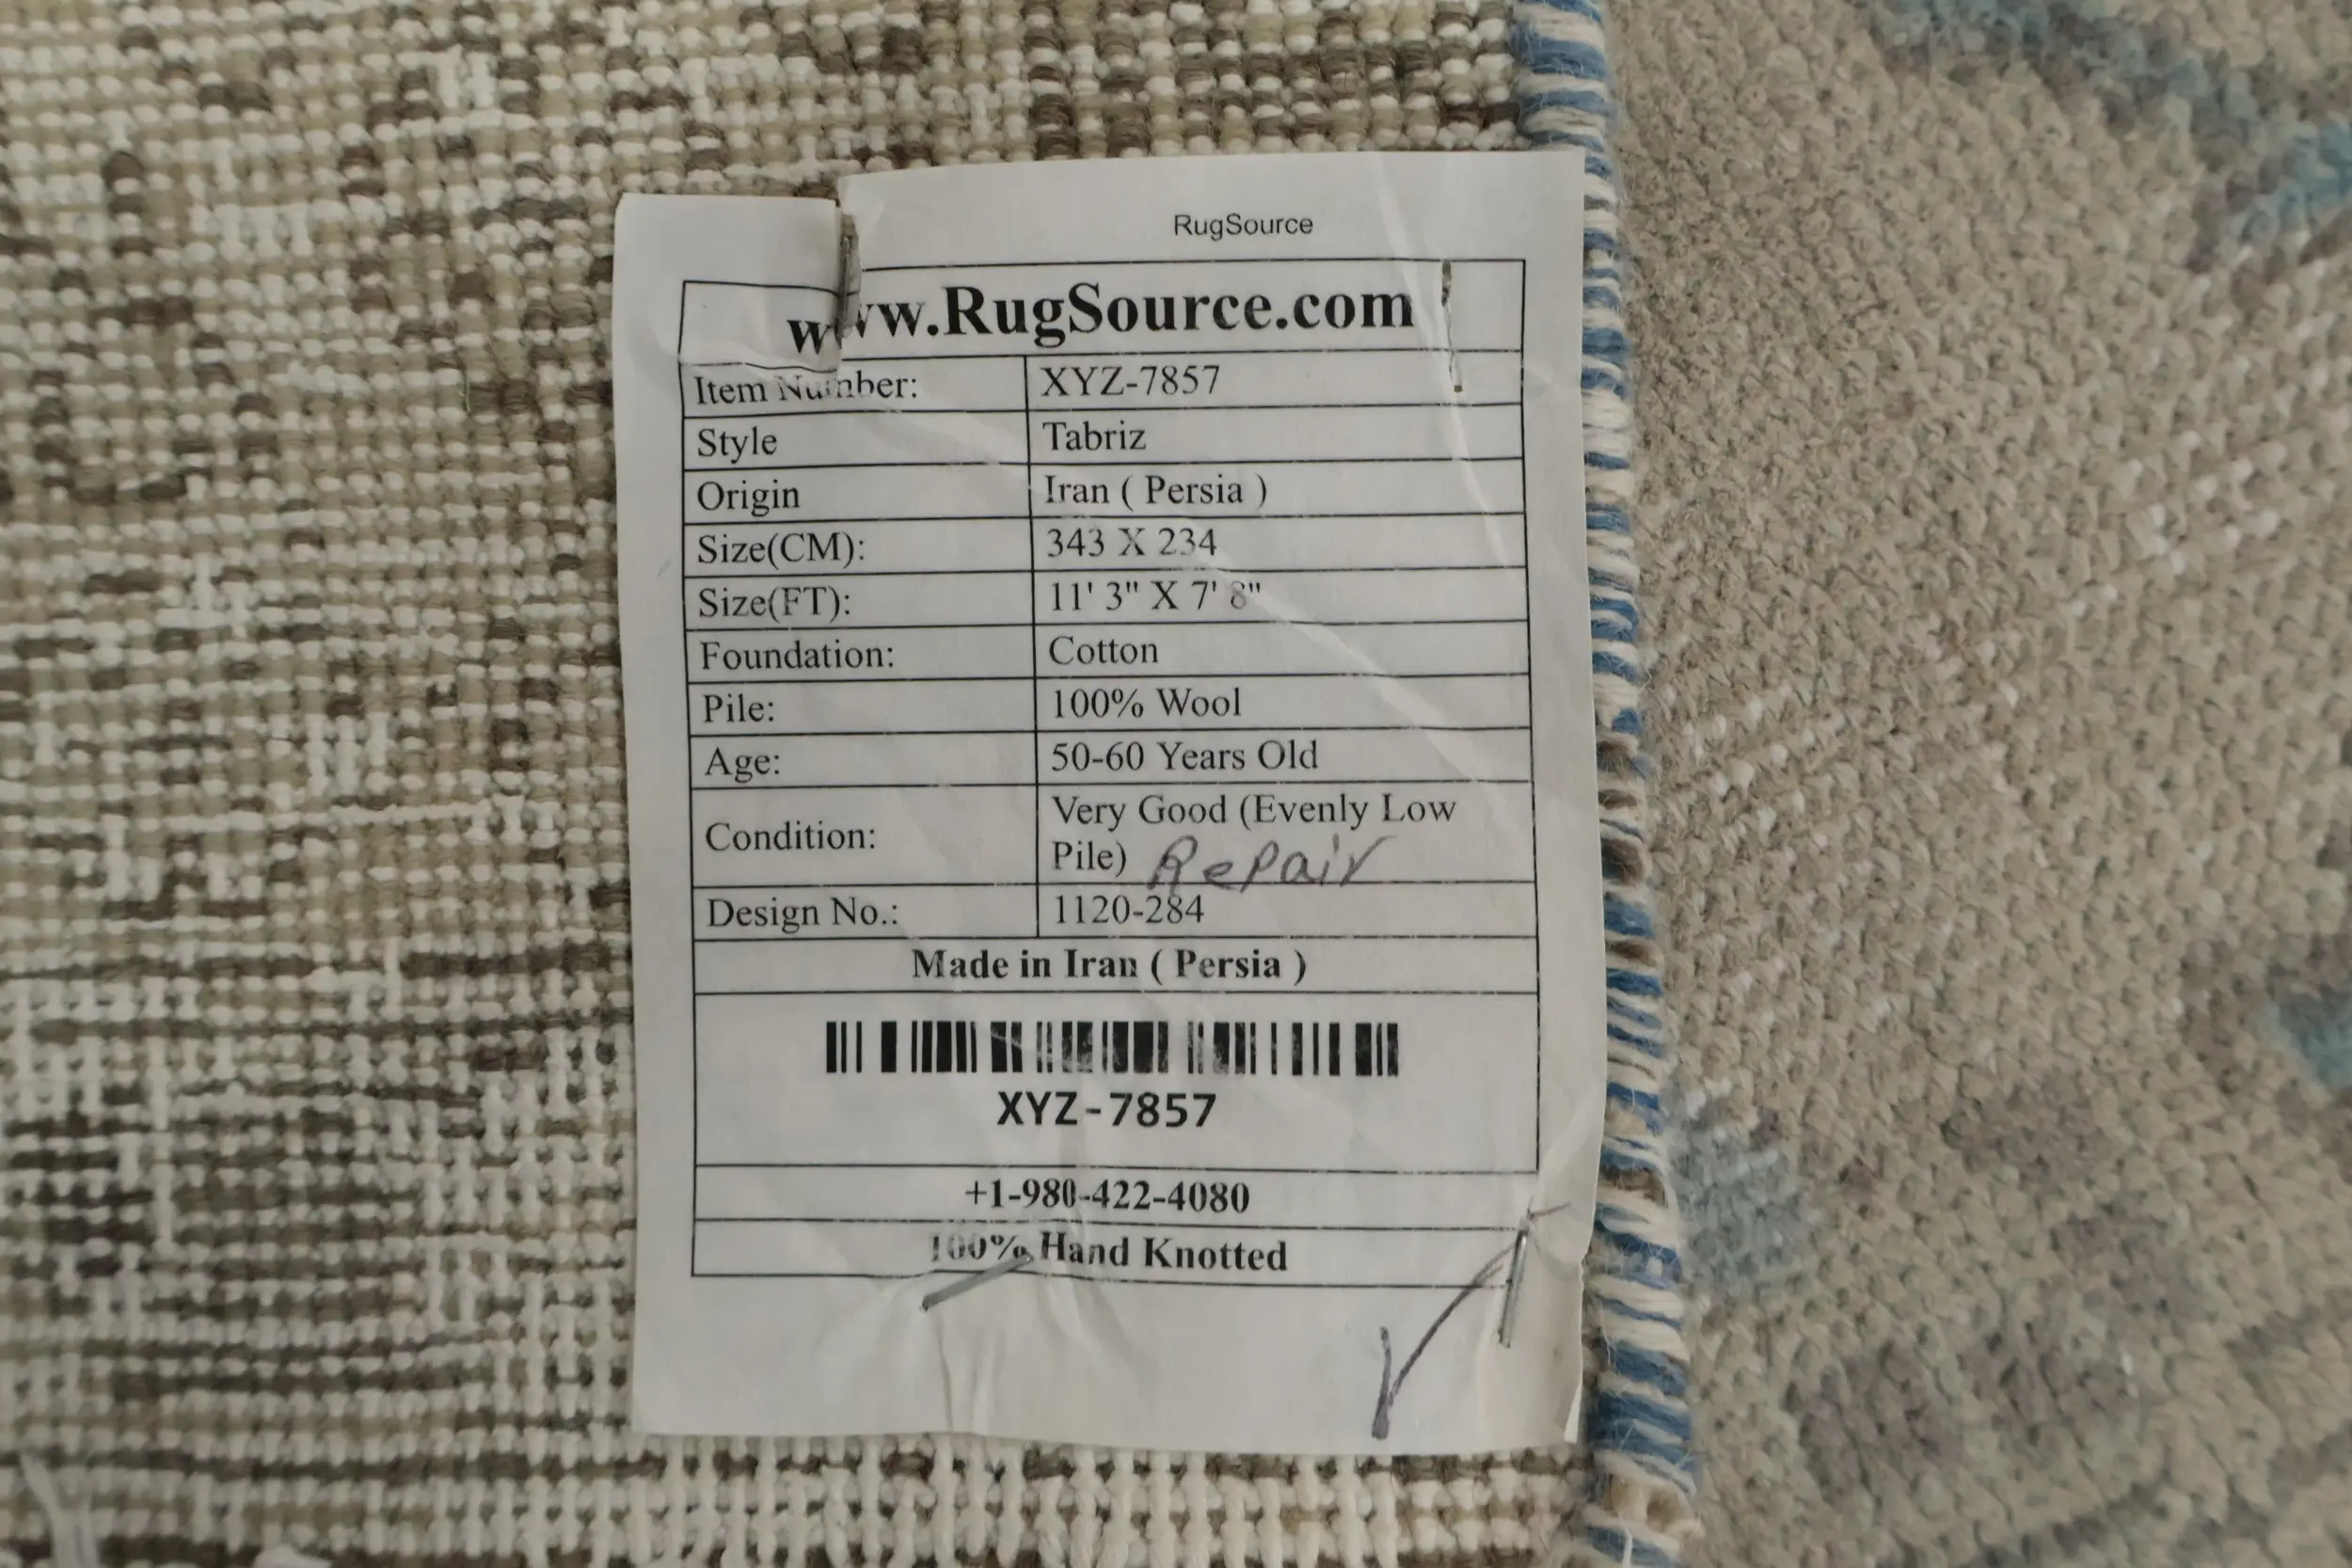 RugSource
www.RugSource.com
Item Number: XYZ-7857
Style Tabriz
Origin Iran ( Persia )
Size(CM): 343 X 234
Size(FT): 11' 3" X 7' 8"
Foundation: Cotton
Pile: 100% Wool
Age: 50-60 Years Old
Condition: Very Good (Evenly Low
Pile) Repair
Design No.: 1120-284
Made in Iran ( Persia )
XYZ-7857
+1-980-422-4080
100% Hand Knotted